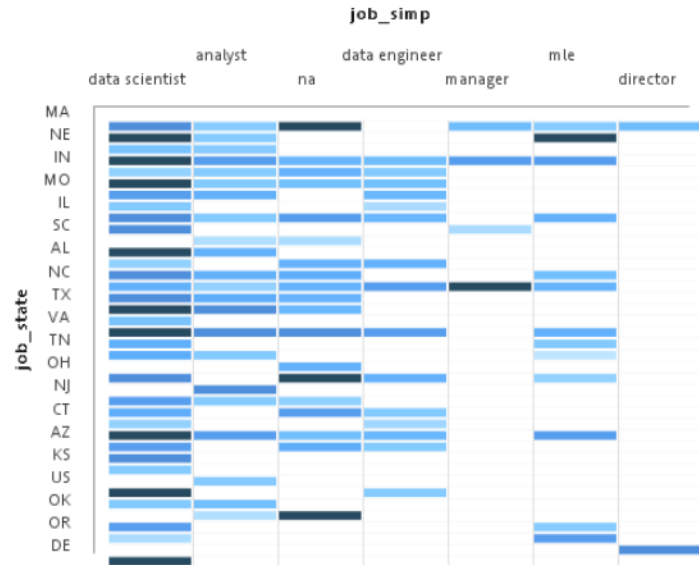 job_simp
analyst data engineer mle
data scientist na manager director
job_state
MA
NE
IN
MO
IL
SC
AL
NC
TX
VA
TN
OH
NJ
CT
AZ
KS
US
OK
OR
DE